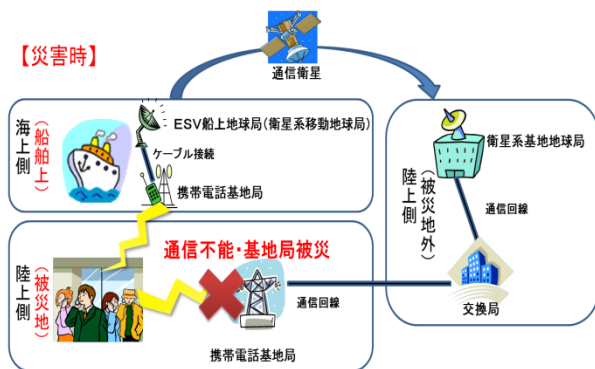 【災害時】
通信衛星
海上側
(船舶上)
ESV船上地球局(衛星系移動地球局)
ケーブル接続
携帯電話基地局
衛星系基地地球局
陸上側
(被災地外)
通信回線
交換局
陸上側
(被災地)
通信不能・基地局被災
通信回線
携帯電話基地局